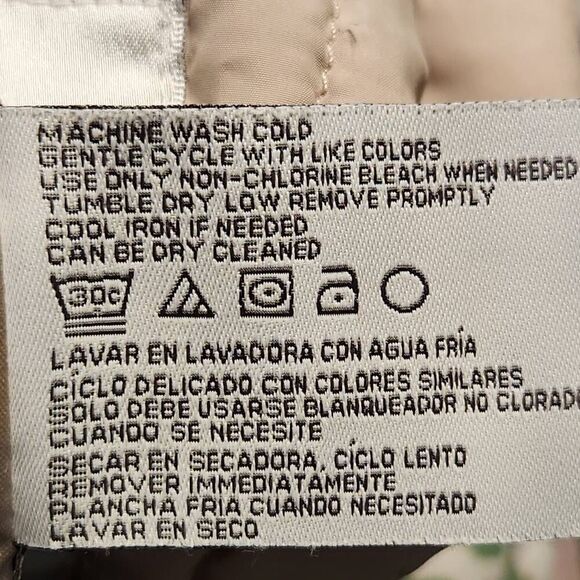 MACHINE WASH COLD
GENTLE CYCLE WITH LIKE COLORS
USE ONLY NON-CHLORINE BLEACH WHEN NEEDED
TUMBLE DRY LOW REMOVE PROMPTLY
COOL IRON IF NEEDED
CAN BE DRY CLEANED
30c
LAVAR EN LAVADORA CON AGUA FRÍA
CÍCLO DELICADO CON COLORES SIMILARES
SOLO DEBE USARSE BLANQUEADOR NO CLORADO
CUANDO SE NECESITE
SECAR EN SECADORA, CÍCLO LENTO
REMOVER IMMEDIATAMENTE
PLANCHA FRIA CUANDO NECESITADO
LAVAR EN SECO